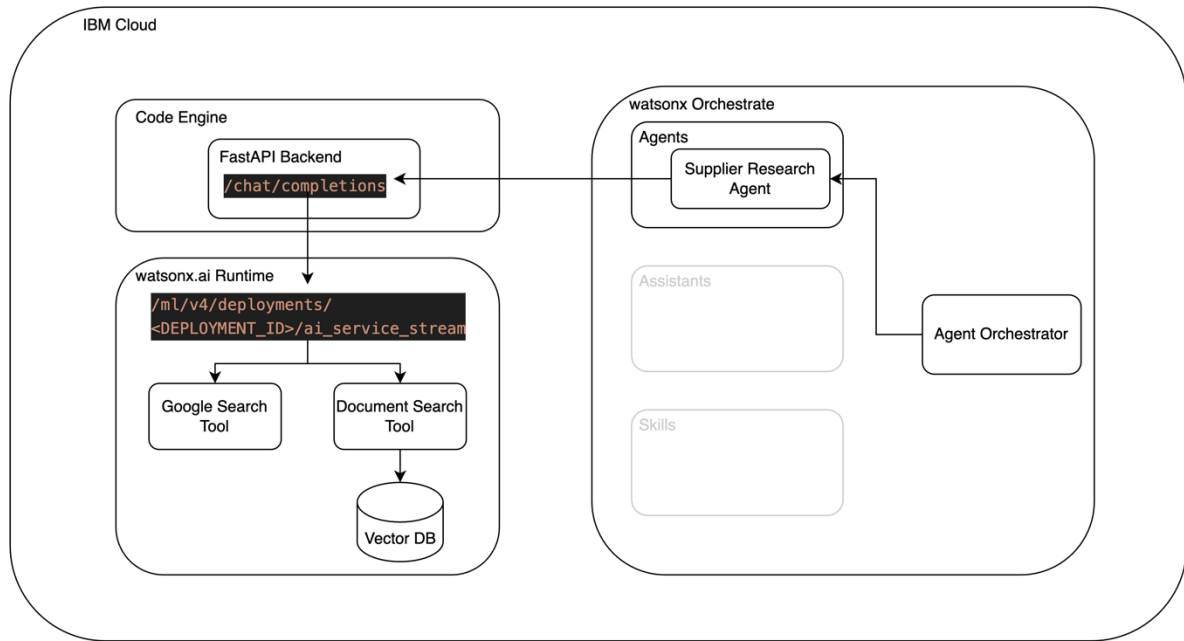 IBM Cloud
Code Engine
FastAPI Backend
/chat/completions
watsonx.ai Runtime
/ml/v4/deployments/
<DEPLOYMENT_ID>/ai_service_stream
Google Search
Tool
Document Search
Tool
Vector DB
watsonx Orchestrate
Agents
Supplier Research
Agent
Assistants
Skills
Agent Orchestrator